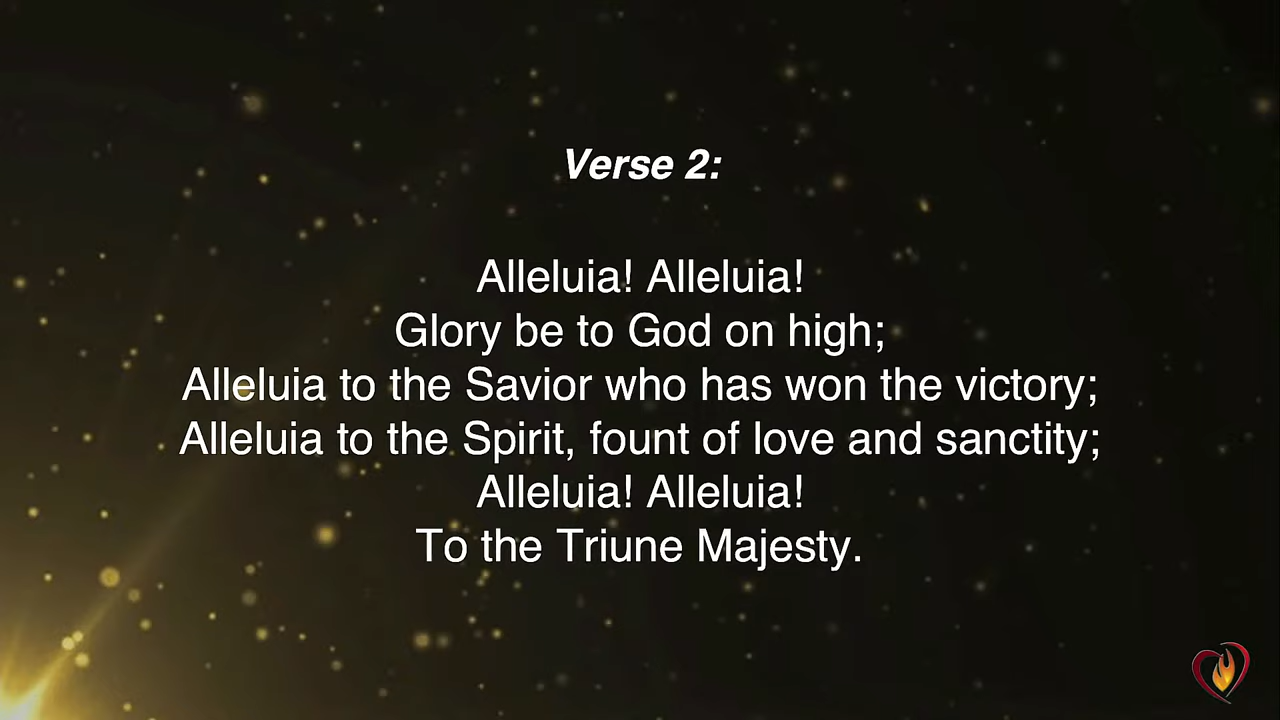 Verse 2:
Alleluia! Alleluia!
Glory be to God on high;
Alleluia to the Savior who has won the victory;
Alleluia to the Spirit, fount of love and sanctity;
Alleluia! Alleluia!
To the Triune Majesty.